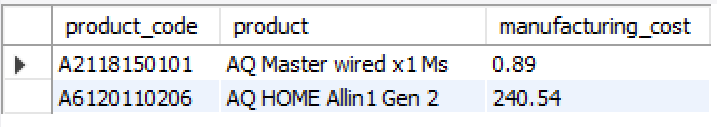 product_code product manufacturing_cost
A2118150101 AQ Master wired x1 Ms 0.89
A6120110206 AQ HOME Allin1 Gen 2 240.54